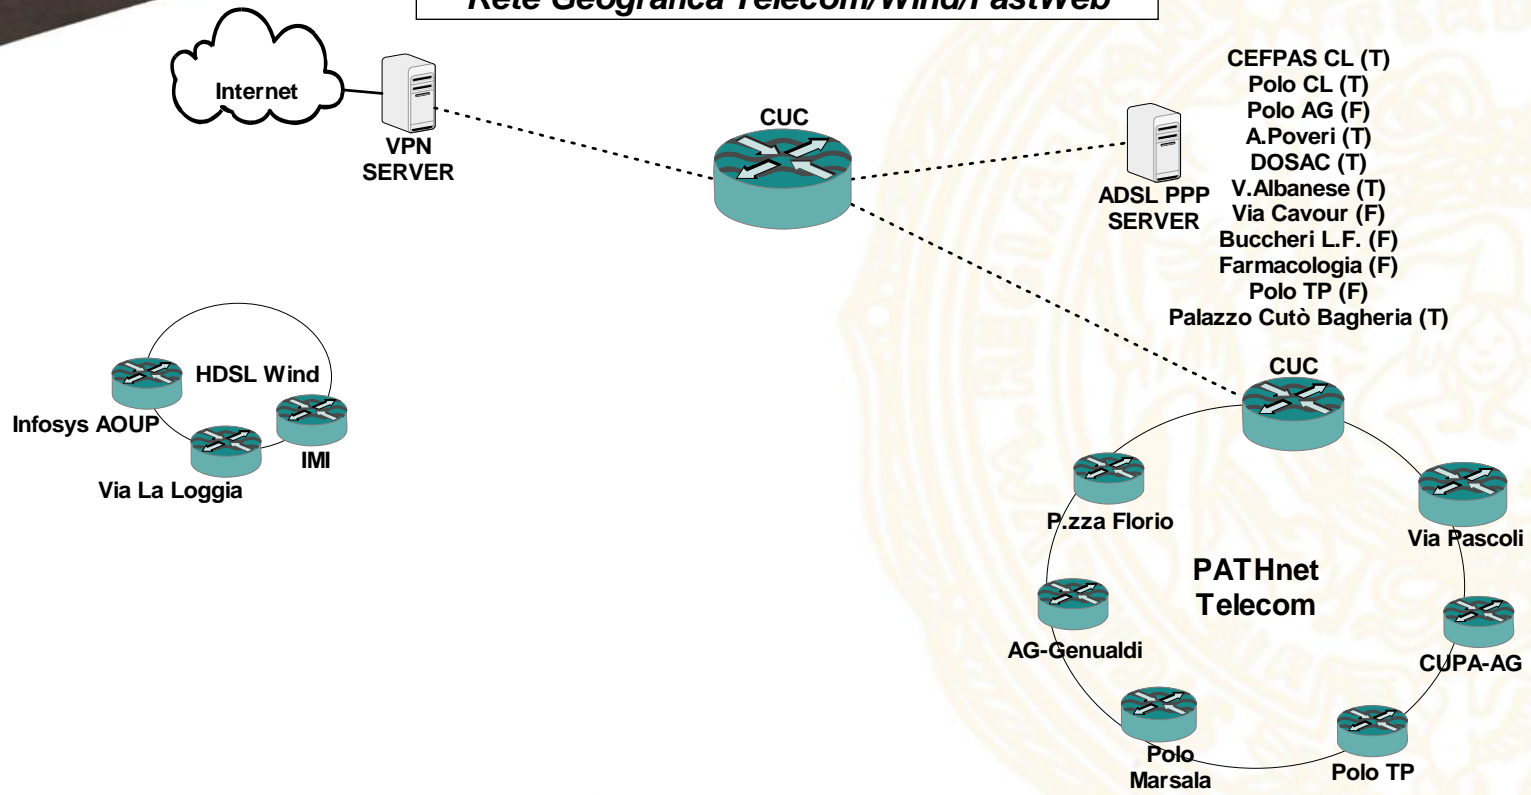 Rete Geografica Telecom/Wind/FastWeb
Internet
VPN
SERVER
CUC
ADSL PPP
SERVER
CEFPAS CL (T)
Polo CL (T)
Polo AG (F)
A.Poveri (T)
DOSAC (T)
V.Albanese (T)
Via Cavour (F)
Buccheri L.F. (F)
Farmacologia (F)
Polo TP (F)
Palazzo Cutò Bagheria (T)
HDSL Wind
Infosys AOUP
IMI
Via La Loggia
CUC
P.zza Florio
Via Pascoli
PATHnet
Telecom
AG-Genualdi
CUPA-AG
Polo
Marsala
Polo TP